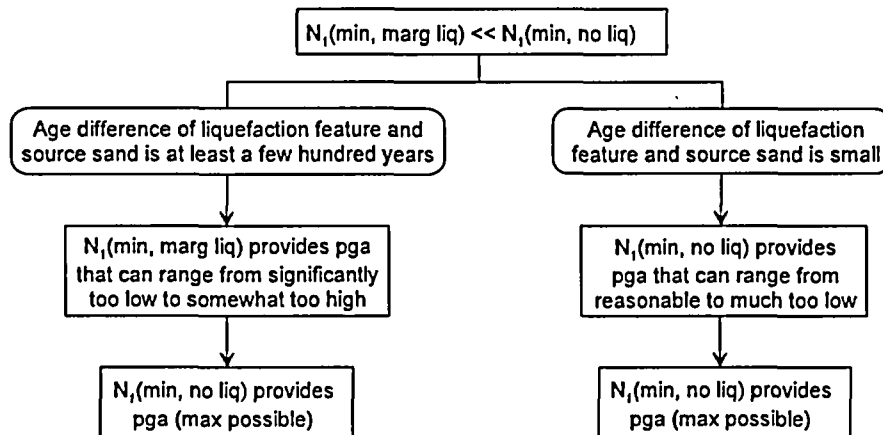 N₁(min, marg liq) << N₁(min, no liq)
Age difference of liquefaction feature and
source sand is at least a few hundred years
Age difference of liquefaction
feature and source sand is small
N₁(min, marg liq) provides pga
that can range from significantly
too low to somewhat too high
N₁(min, no liq) provides
pga that can range from
reasonable to much too low
N₁(min, no liq) provides
pga (max possible)
N₁(min, no liq) provides
pga (max possible)